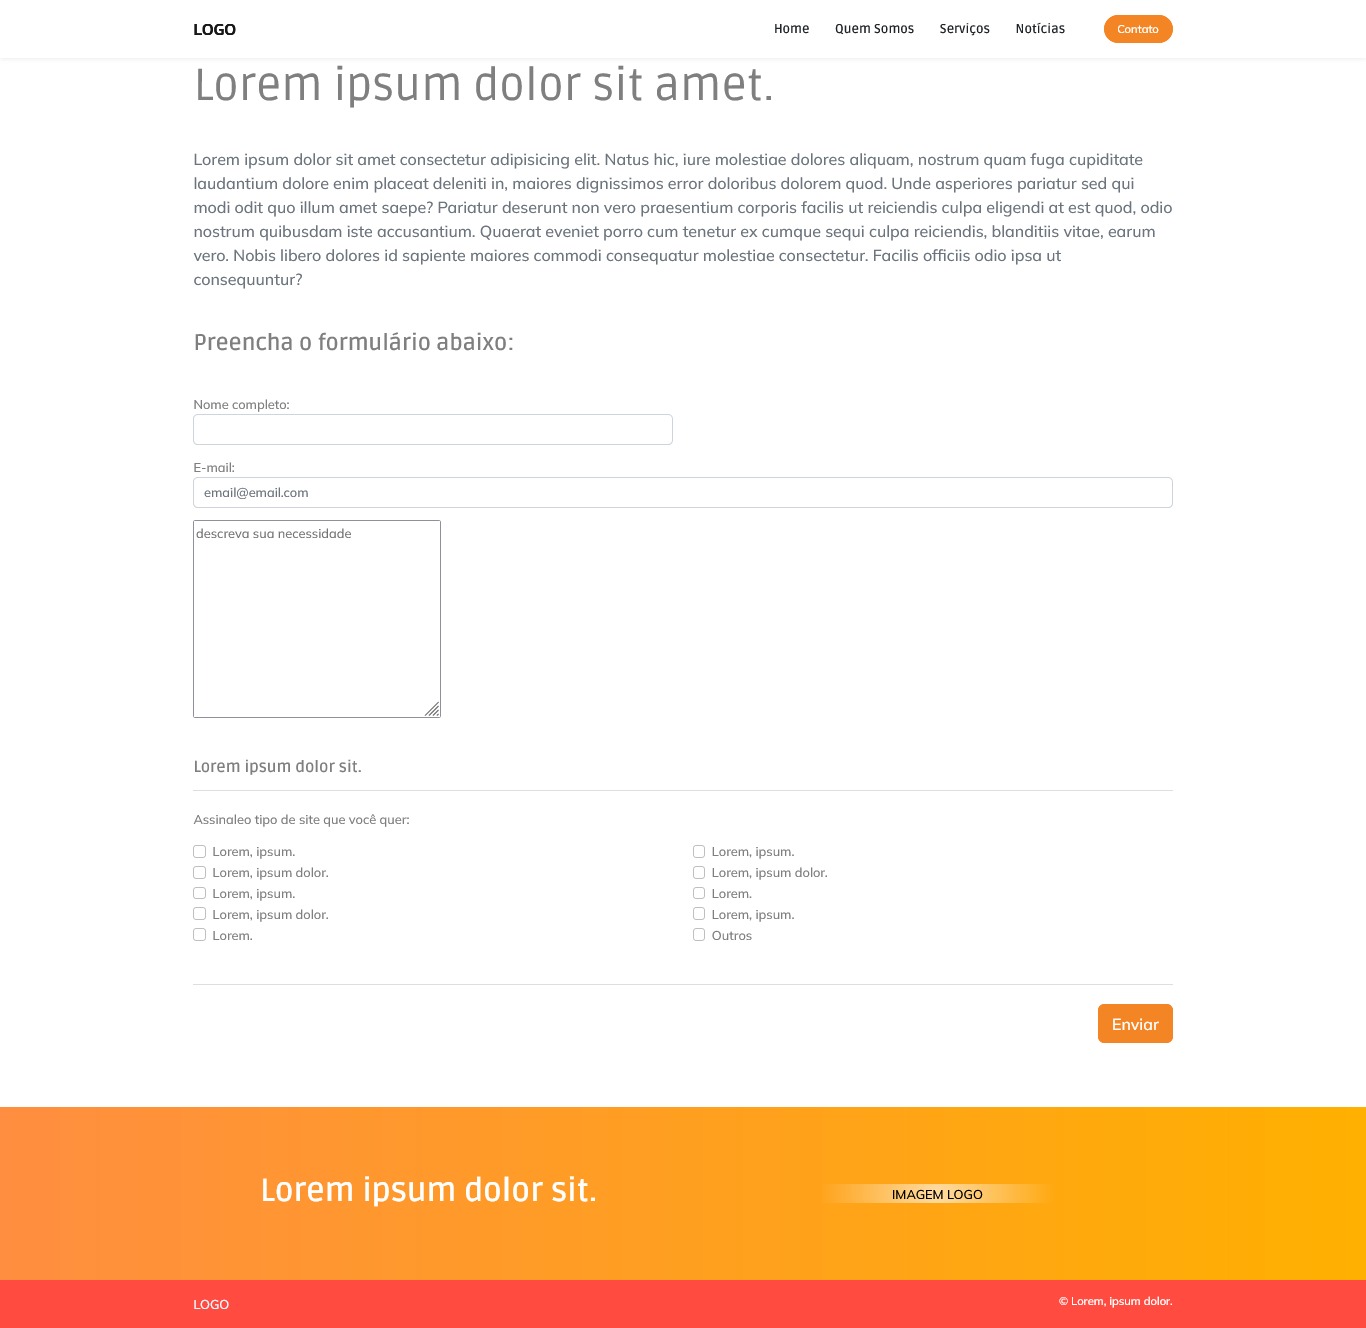 LOGO
Home Quem Somos Serviços Notícias Contato
Lorem ipsum dolor sit amet.
Lorem ipsum dolor sit amet consectetur adipisicing elit. Natus hic, iure molestiae dolores aliquam, nostrum quam fuga cupiditate
laudantium dolore enim placeat deleniti in, maiores dignissimos error doloribus dolorem quod. Unde asperiores pariatur sed qui
modi odit quo illum amet saepe? Pariatur deserunt non vero praesentium corporis facilis ut reiciendis culpa eligendi at est quod, odio
nostrum quibusdam iste accusantium. Quaerat eveniet porro cum tenetur ex cumque sequi culpa reiciendis, blanditiis vitae, earum
vero. Nobis libero dolores id sapiente maiores commodi consequatur molestiae consectetur. Facilis officiis odio ipsa ut
consequuntur?
Preencha o formulário abaixo:
Nome completo:
E-mail:
email@email.com
descreva sua necessidade
Lorem ipsum dolor sit.
Assinaleo tipo de site que você quer:
Lorem, ipsum.
Lorem, ipsum dolor.
Lorem, ipsum.
Lorem, ipsum dolor.
Lorem.
Lorem, ipsum.
Lorem, ipsum dolor.
Lorem.
Lorem, ipsum.
Outros
Enviar
Lorem ipsum dolor sit.
IMAGEM LOGO
LOGO
© Lorem, ipsum dolor.